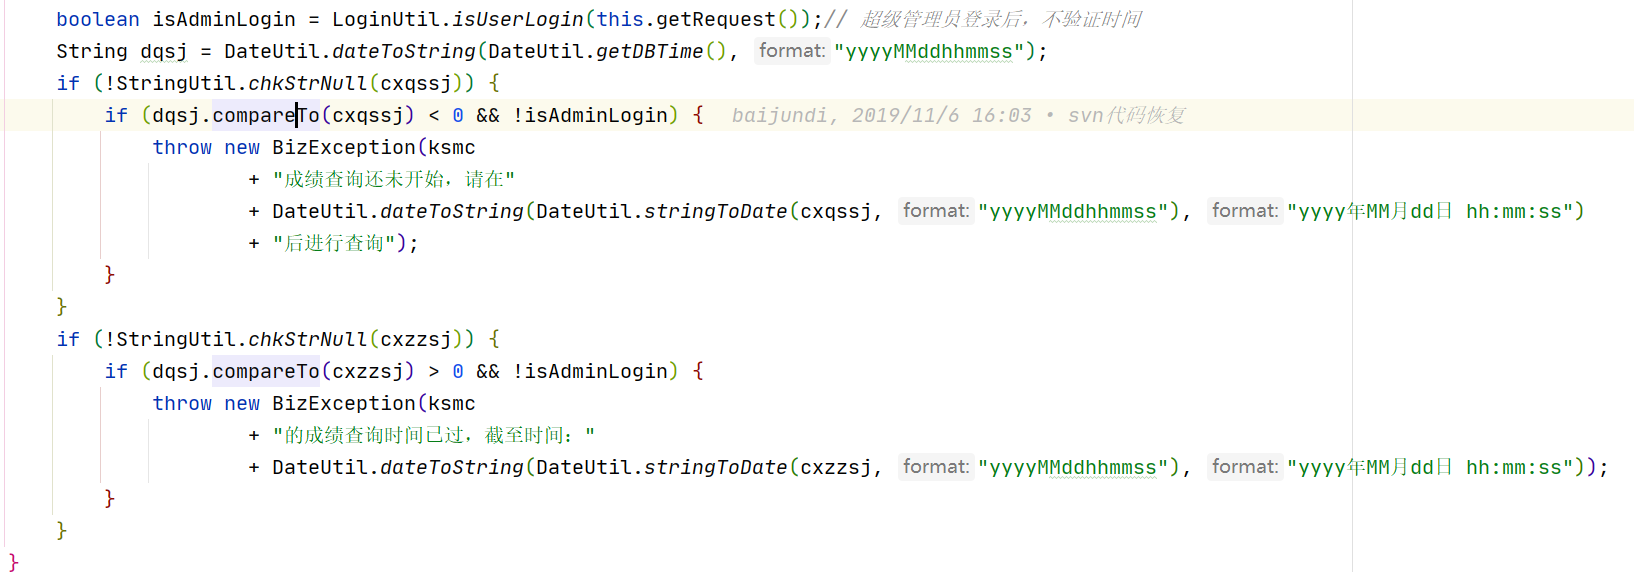 boolean isAdminLogin = LoginUtil.isUserLogin(this.getRequest());// 超级管理员登录后，不验证时间
String dqsj = DateUtil.dateToString(DateUtil.getDBTime(), format: "yyyyMMddhhmmss");
if (!StringUtil.chkStrNull(cxqssj)) {
if (dqsj.compareTo(cxqssj) < 0 && !isAdminLogin) { baijundi, 2019/11/6 16:03 • svn代码恢复
throw new BizException(ksmc
+ "成绩查询还未开始，请在"
+ DateUtil.dateToString(DateUtil.stringToDate(cxqssj, format: "yyyyMMddhhmmss"), format: "yyyy年MM月dd日 hh:mm:ss")
+ "后进行查询");
}
}
if (!StringUtil.chkStrNull(cxzzsj)) {
if (dqsj.compareTo(cxzzsj) > 0 && !isAdminLogin) {
throw new BizException(ksmc
+ "的成绩查询时间已过，截至时间："
+ DateUtil.dateToString(DateUtil.stringToDate(cxzzsj, format: "yyyyMMddhhmmss"), format: "yyyy年MM月dd日 hh:mm:ss"));
}
}
}